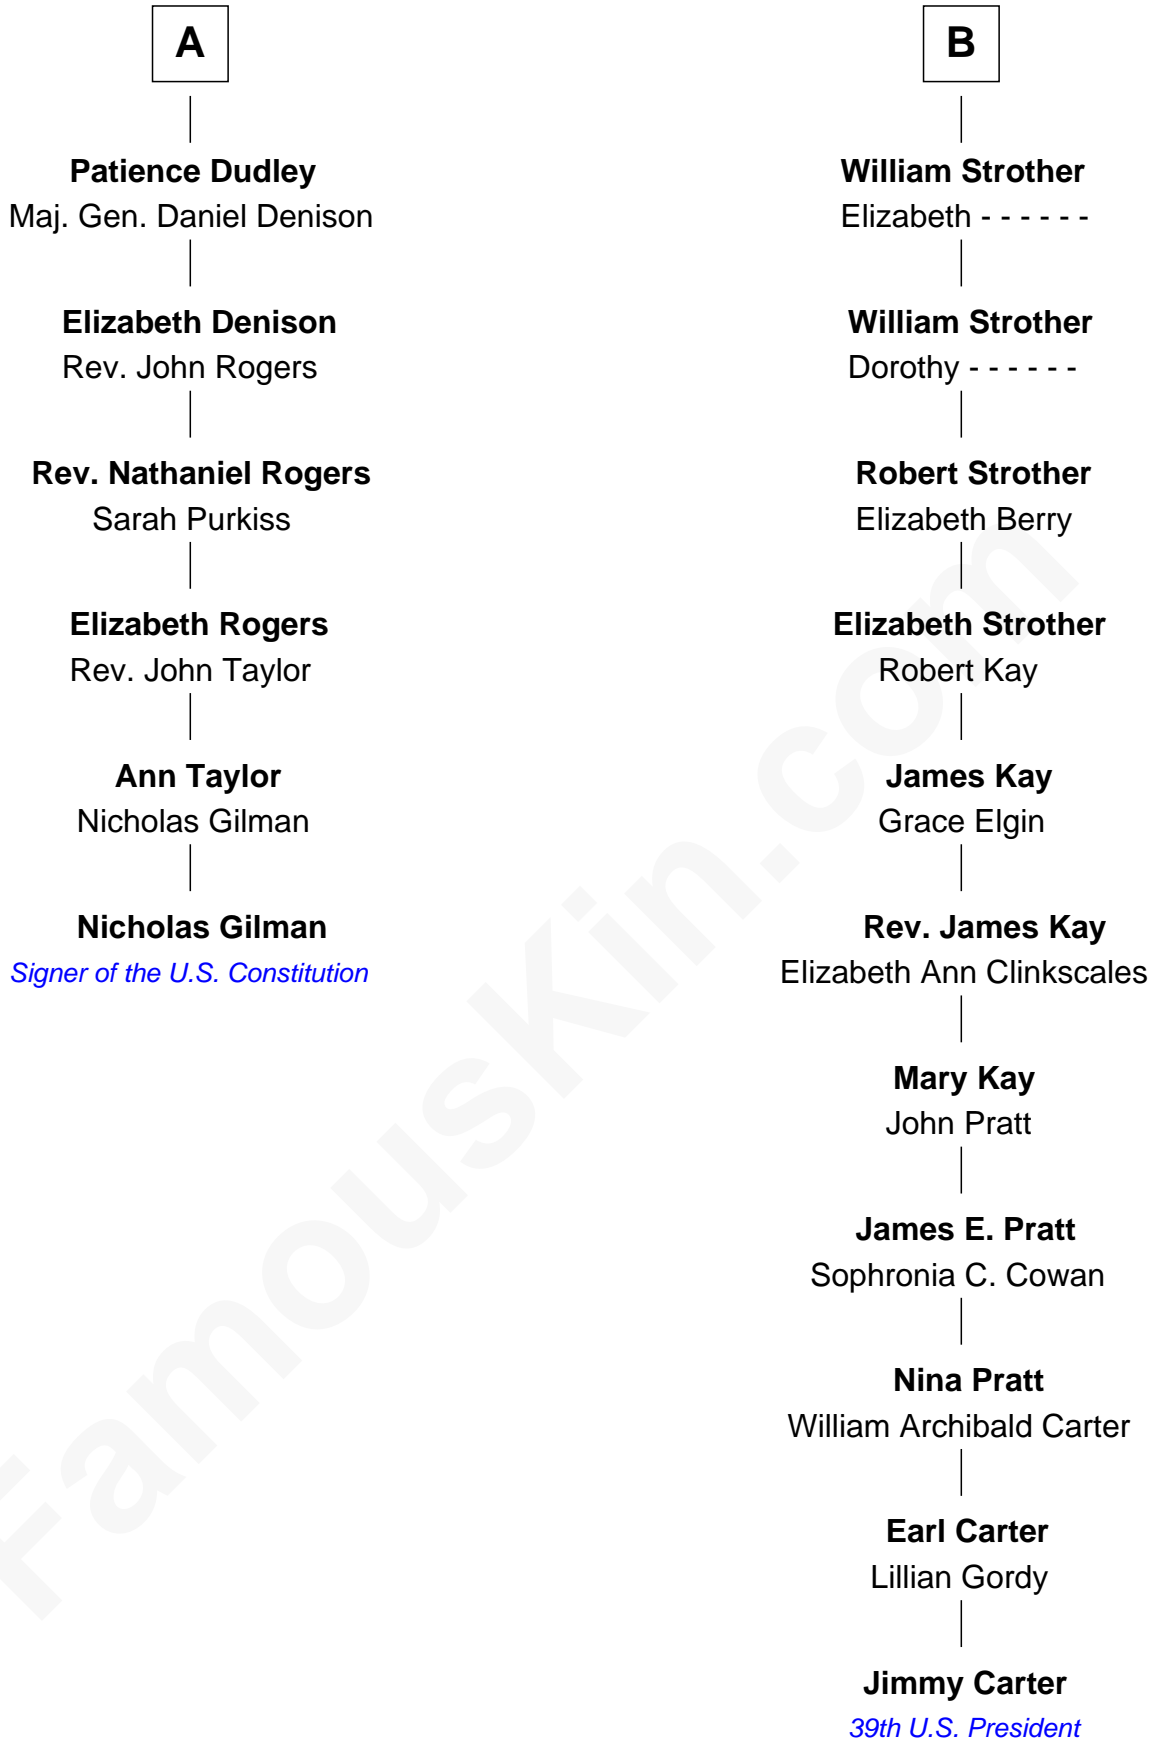 A
Patience Dudley
Maj. Gen. Daniel Denison
Elizabeth Denison
Rev. John Rogers
Rev. Nathaniel Rogers
Sarah Purkiss
Elizabeth Rogers
Rev. John Taylor
Ann Taylor
Nicholas Gilman
Nicholas Gilman
Signer of the U.S. Constitution
B
William Strother
Elizabeth - - - - - -
William Strother
Dorothy - - - - - -
Robert Strother
Elizabeth Berry
Elizabeth Strother
Robert Kay
James Kay
Grace Elgin
Rev. James Kay
Elizabeth Ann Clinkscales
Mary Kay
John Pratt
James E. Pratt
Sophronia C. Cowan
Nina Pratt
William Archibald Carter
Earl Carter
Lillian Gordy
Jimmy Carter
39th U.S. President
FamousKin.com